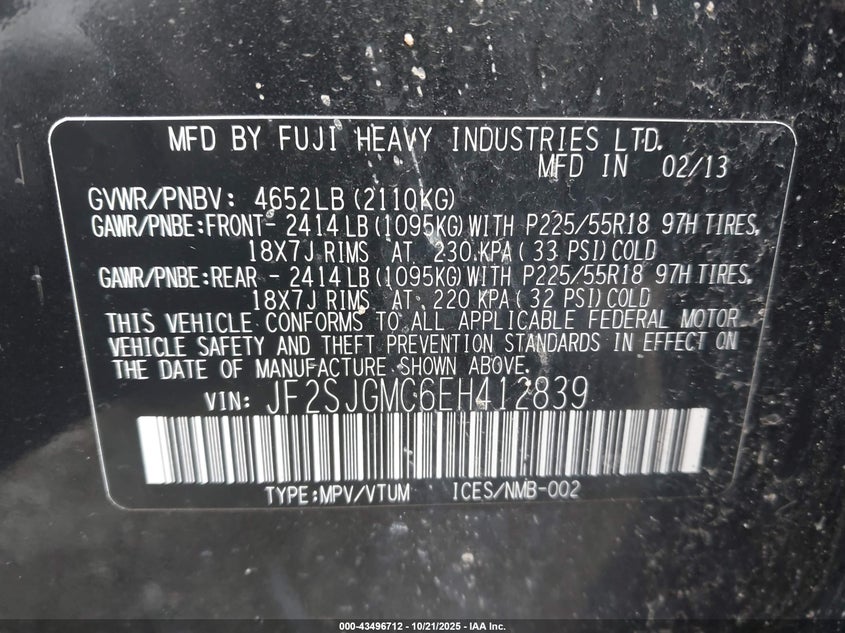 MFD BY FUJI HEAVY INDUSTRIES LTD.
MFD IN 02/13
GVWR/PNBV: 4652LB (2110KG)
GAWR/PNBE:FRONT- 2414LB (1095KG) WITH P225/55R18 97H TIRES,
18X7J RIMS AT 230 KPA ( 33 PSI) COLD
GAWR/PNBE:REAR - 2414LB (1095KG) WITH P225/55R18 97H TIRES,
18X7J RIMS AT 220 KPA ( 32 PSI) COLD
THIS VEHICLE CONFORMS TO ALL APPLICABLE FEDERAL MOTOR
VEHICLE SAFETY AND THEFT PREVENTION STANDARDS IN EFFECT ON
THE DATE OF MANUFACTURE SHOWN ABOVE.
VIN: JF2SJGMC6EH412839
TYPE:MPV/VTUM ICES/NMB-002
000-43496712 - 10/21/2025 - IAA Inc.